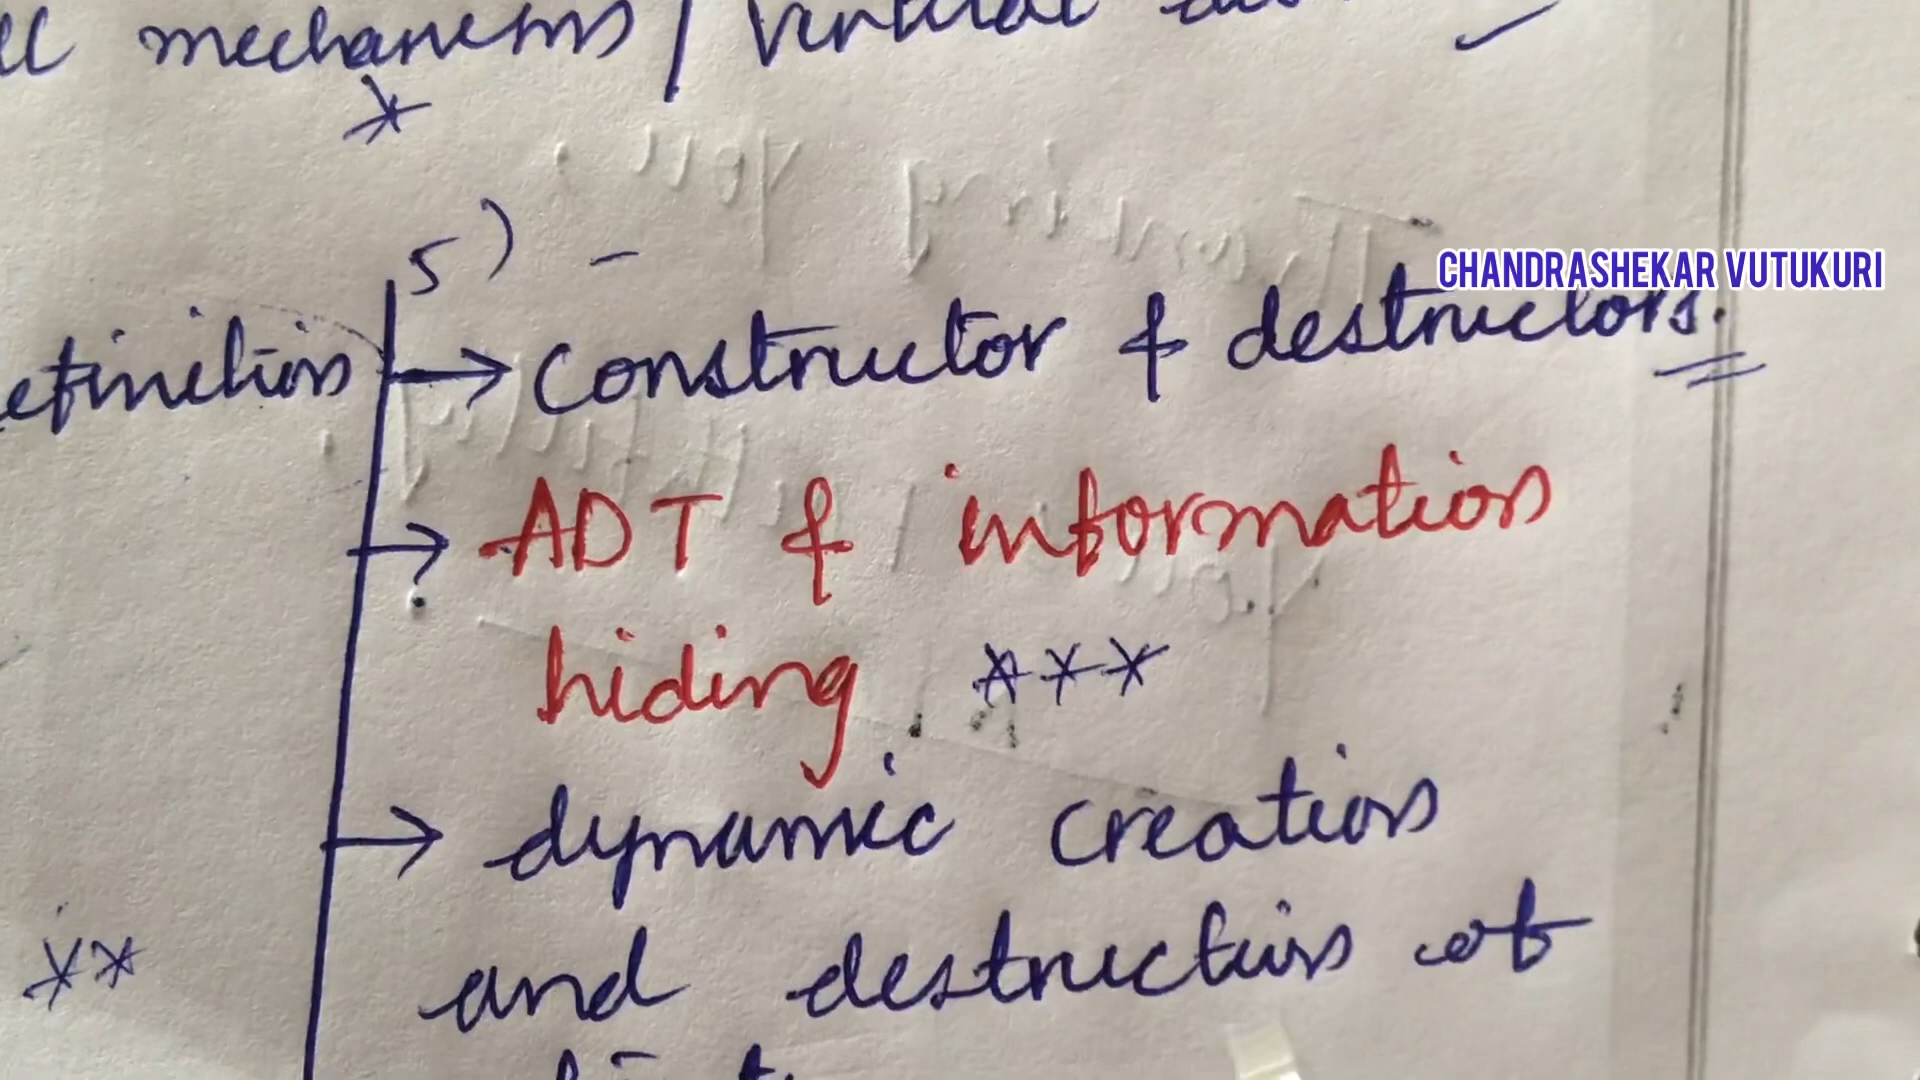 mechanisms / Virtual
*
5) -
CHANDRASHEKAR VUTUKURI
efinition → constructor & destructors.
→ ADT & information
hiding ***
→ dynamic creation
** and destruction of